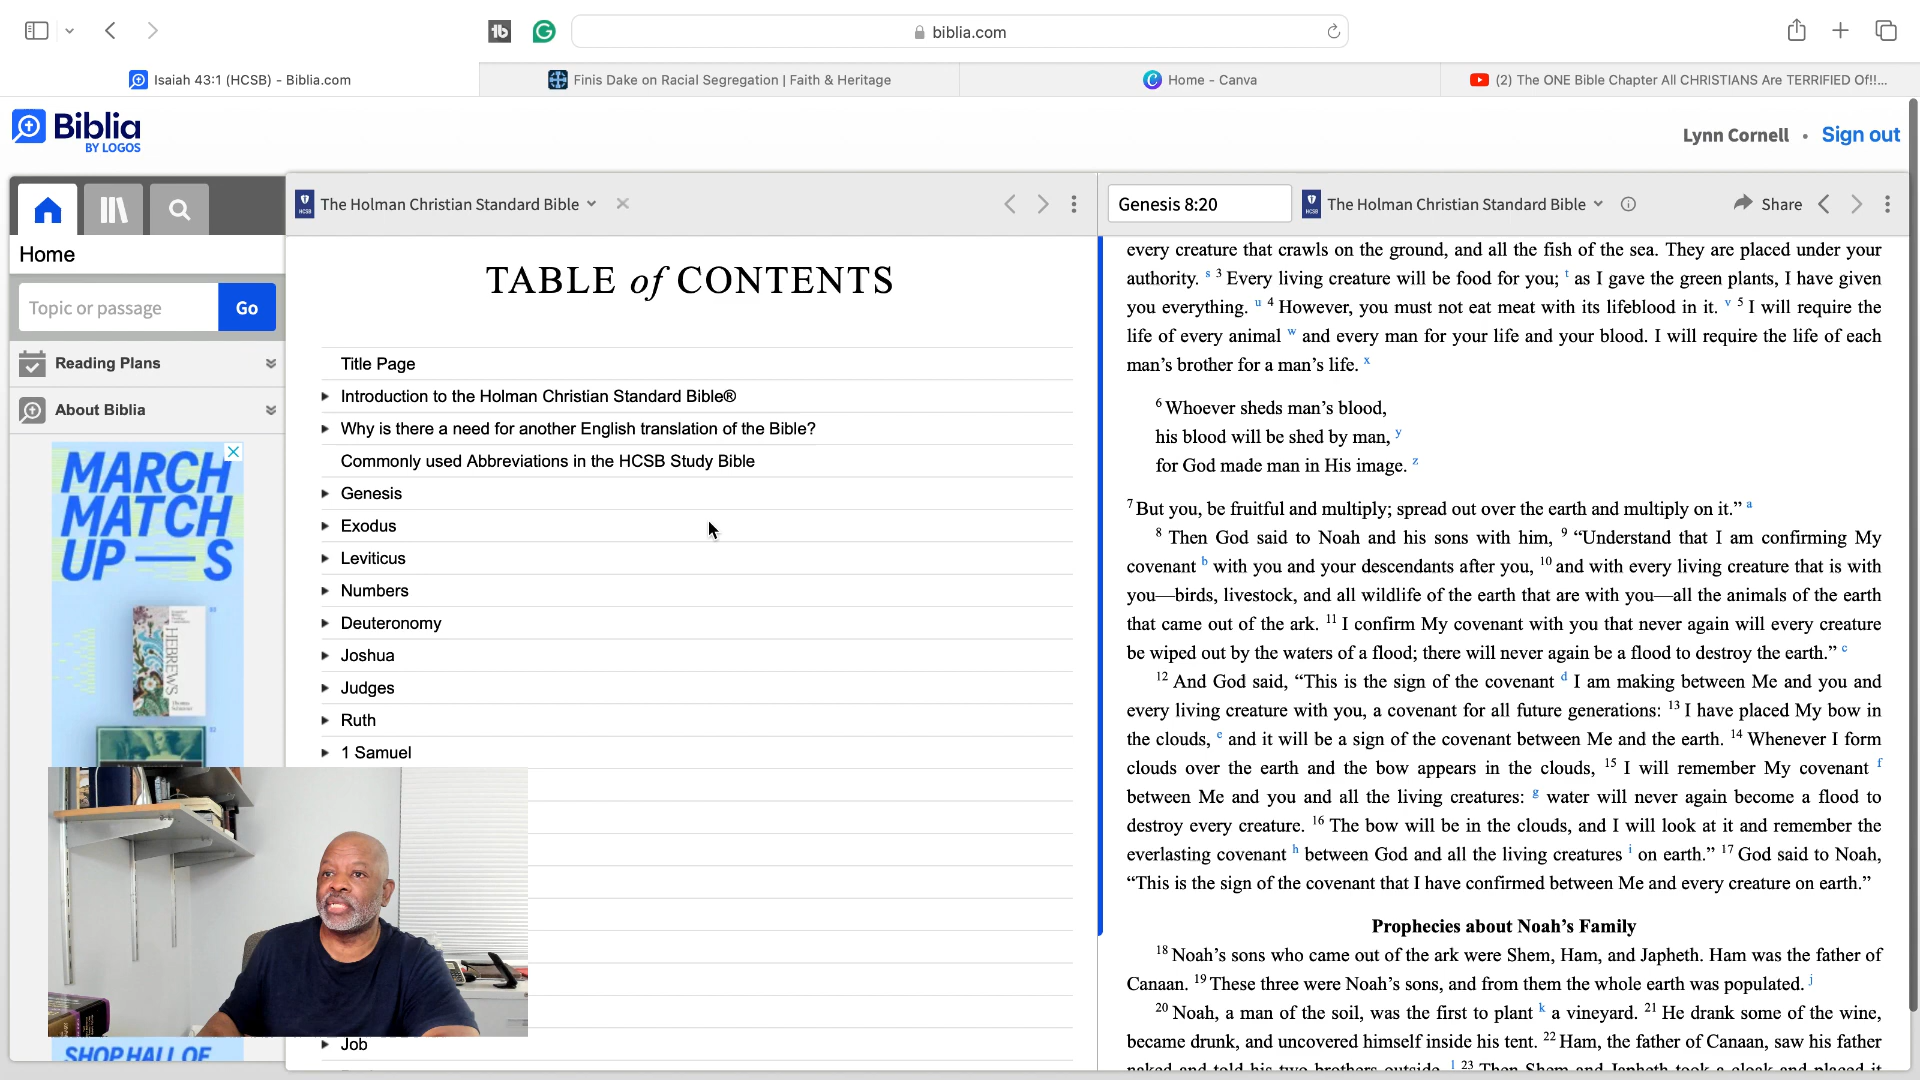 biblia.com
Isaiah 43:1 (HCSB) - Biblia.com
Finis Dake on Racial Segregation | Faith & Heritage
Home - Canva
(2) The ONE Bible Chapter All CHRISTIANS Are TERRIFIED Of!!...
Biblia
BY LOGOS
Lynn Cornell • Sign out
Home
Topic or passage
Go
Reading Plans
About Biblia
MARCH
MATCH
UP — S
HEBREWS
SHOP HALL OF
The Holman Christian Standard Bible
TABLE of CONTENTS
Title Page
Introduction to the Holman Christian Standard Bible®
Why is there a need for another English translation of the Bible?
Commonly used Abbreviations in the HCSB Study Bible
Genesis
Exodus
Leviticus
Numbers
Deuteronomy
Joshua
Judges
Ruth
1 Samuel
Job
Genesis 8:20
The Holman Christian Standard Bible
Share
every creature that crawls on the ground, and all the fish of the sea. They are placed under your
authority. s 3 Every living creature will be food for you; t as I gave the green plants, I have given
you everything. u 4 However, you must not eat meat with its lifeblood in it. v 5 I will require the
life of every animal w and every man for your life and your blood. I will require the life of each
man’s brother for a man’s life. x
6 Whoever sheds man’s blood,
his blood will be shed by man, y
for God made man in His image. z
7 But you, be fruitful and multiply; spread out over the earth and multiply on it.” a
8 Then God said to Noah and his sons with him, 9 “Understand that I am confirming My
covenant b with you and your descendants after you, 10 and with every living creature that is with
you—birds, livestock, and all wildlife of the earth that are with you—all the animals of the earth
that came out of the ark. 11 I confirm My covenant with you that never again will every creature
be wiped out by the waters of a flood; there will never again be a flood to destroy the earth.” c
12 And God said, “This is the sign of the covenant d I am making between Me and you and
every living creature with you, a covenant for all future generations: 13 I have placed My bow in
the clouds, e and it will be a sign of the covenant between Me and the earth. 14 Whenever I form
clouds over the earth and the bow appears in the clouds, 15 I will remember My covenant f
between Me and you and all the living creatures: g water will never again become a flood to
destroy every creature. 16 The bow will be in the clouds, and I will look at it and remember the
everlasting covenant h between God and all the living creatures i on earth.” 17 God said to Noah,
“This is the sign of the covenant that I have confirmed between Me and every creature on earth.”
Prophecies about Noah’s Family
18 Noah’s sons who came out of the ark were Shem, Ham, and Japheth. Ham was the father of
Canaan. 19 These three were Noah’s sons, and from them the whole earth was populated. j
20 Noah, a man of the soil, was the first to plant k a vineyard. 21 He drank some of the wine,
became drunk, and uncovered himself inside his tent. 22 Ham, the father of Canaan, saw his father
naked and told his two brothers outside. l 23 Then Shem and Japheth took a cloak and placed it